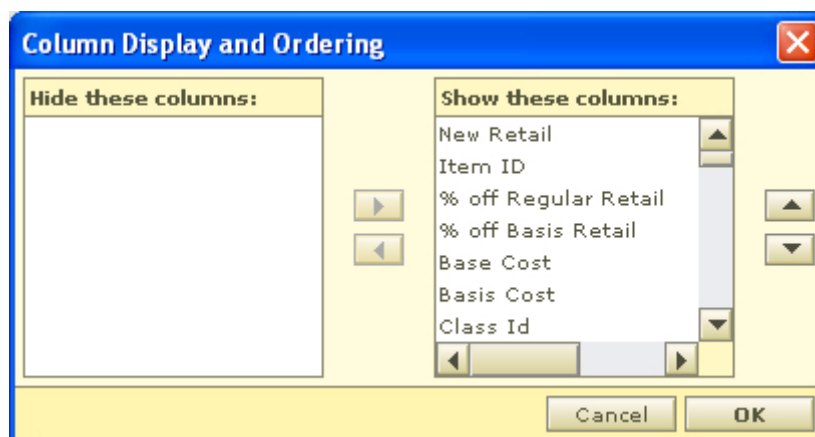 Column Display and Ordering
Hide these columns:
Show these columns:
New Retail
Item ID
% off Regular Retail
% off Basis Retail
Base Cost
Basis Cost
Class Id
Cancel
OK